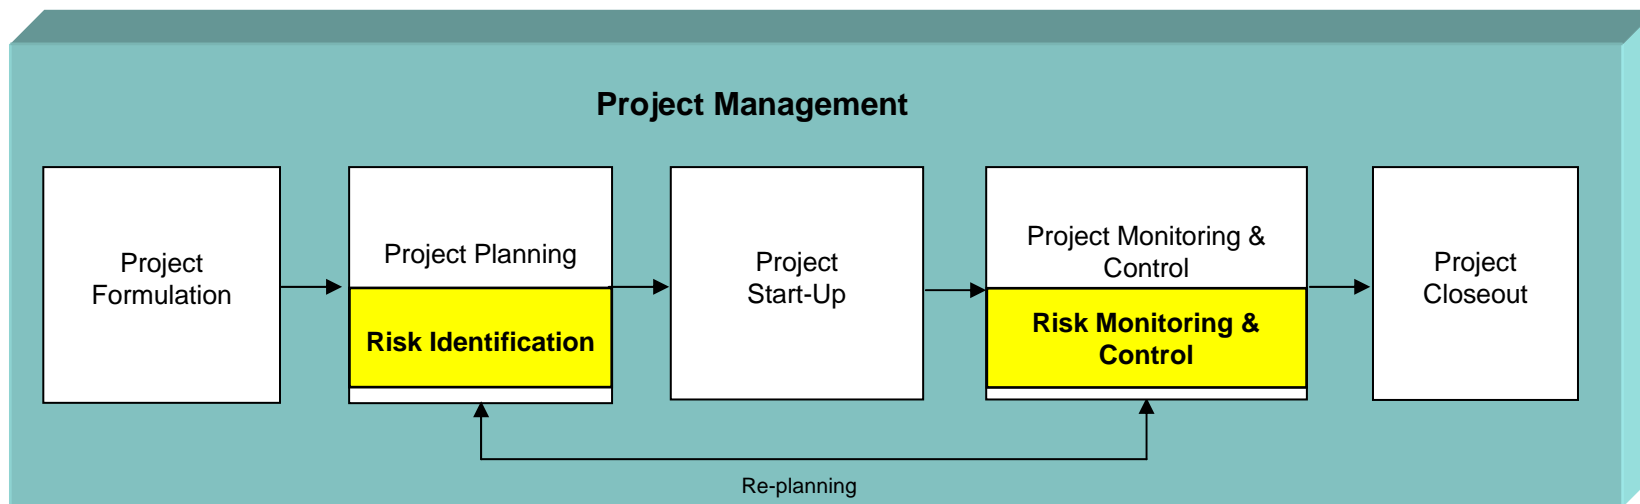 Project Management
Project
Formulation
Project Planning
Risk Identification
Project
Start-Up
Project Monitoring &
Control
Risk Monitoring &
Control
Project
Closeout
Re-planning